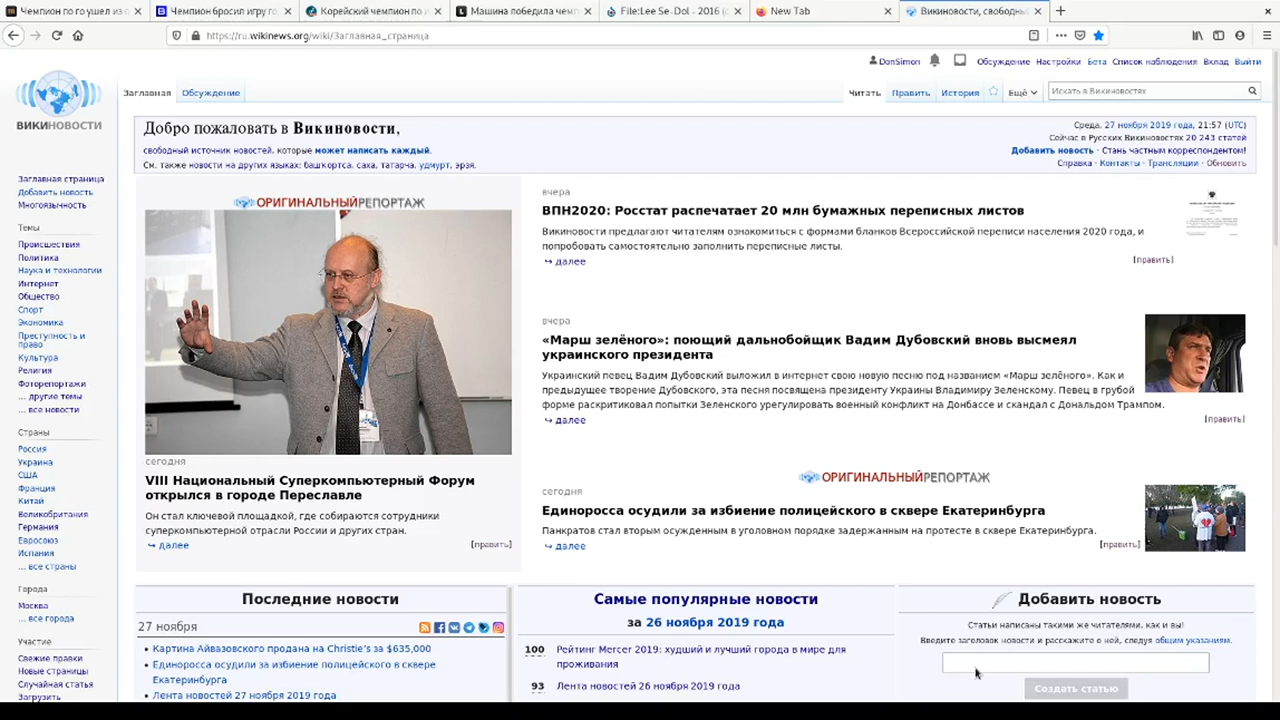 Чемпион по го ушел из п
Чемпион бросил игру го
Корейский чемпион по и
Машина победила чем
File:Lee Se-Dol - 2016 (c
New Tab
Викиновости, свободны
https://ru.wikinews.org/wiki/Заглавная_страница
DonSimon Обсуждение Настройки Бета Список наблюдения Вклад Выйти
Заглавная Обсуждение Читать Править История Ещё
Искать в Викиновостях
ВИКИНОВОСТИ
Добро пожаловать в Викиновости,
свободный источник новостей, которые может написать каждый.
См. также новости на других языках: башкортса, саха, татарча, удмурт, эрзя.
Среда, 27 ноября 2019 года, 21:57 (UTC)
Сейчас в Русских Викиновостях 20 243 статей
Добавить новость · Стань частным корреспондентом!
Справка · Контакты · Трансляции · Обновить
Заглавная страница
Добавить новость
Многоязычность
Темы
Происшествия
Политика
Наука и технологии
Интернет
Общество
Спорт
Экономика
Преступность и
право
Культура
Религия
Фоторепортажи
... другие темы
... все новости
Страны
Россия
Украина
США
Франция
Китай
Великобритания
Германия
Евросоюз
Испания
... все страны
Города
Москва
... все города
Участие
Свежие правки
Новые страницы
Случайная статья
Загрузить
ОРИГИНАЛЬНЫЙРЕПОРТАЖ
сегодня
VIII Национальный Суперкомпьютерный Форум
открылся в городе Переславле
Он стал ключевой площадкой, где собираются сотрудники
суперкомпьютерной отрасли России и других стран.
↪ далее [править]
вчера
ВПН2020: Росстат распечатает 20 млн бумажных переписных листов
Викиновости предлагают читателям ознакомиться с формами бланков Всероссийской переписи населения 2020 года, и
попробовать самостоятельно заполнить переписные листы.
↪ далее [править]
вчера
«Марш зелёного»: поющий дальнобойщик Вадим Дубовский вновь высмеял
украинского президента
Украинский певец Вадим Дубовский выложил в интернет свою новую песню под названием «Марш зелёного». Как и
предыдущее творение Дубовского, эта песня посвящена президенту Украины Владимиру Зеленскому. Певец в грубой
форме раскритиковал попытки Зеленского урегулировать военный конфликт на Донбассе и скандал с Дональдом Трампом.
↪ далее [править]
ОРИГИНАЛЬНЫЙРЕПОРТАЖ
сегодня
Единоросса осудили за избиение полицейского в сквере Екатеринбурга
Панкратов стал вторым осужденным в уголовном порядке задержанным на протесте в сквере Екатеринбурга.
↪ далее [править]
Последние новости
27 ноября
• Картина Айвазовского продана на Christie’s за $635,000
• Единоросса осудили за избиение полицейского в сквере
Екатеринбурга
• Лента новостей 27 ноября 2019 года
Самые популярные новости
за 26 ноября 2019 года
100 Рейтинг Mercer 2019: худший и лучший города в мире для
проживания
93 Лента новостей 26 ноября 2019 года
Добавить новость
Статьи написаны такими же читателями, как и вы!
Введите заголовок новости и расскажите о ней, следуя общим указаниям.
Создать статью